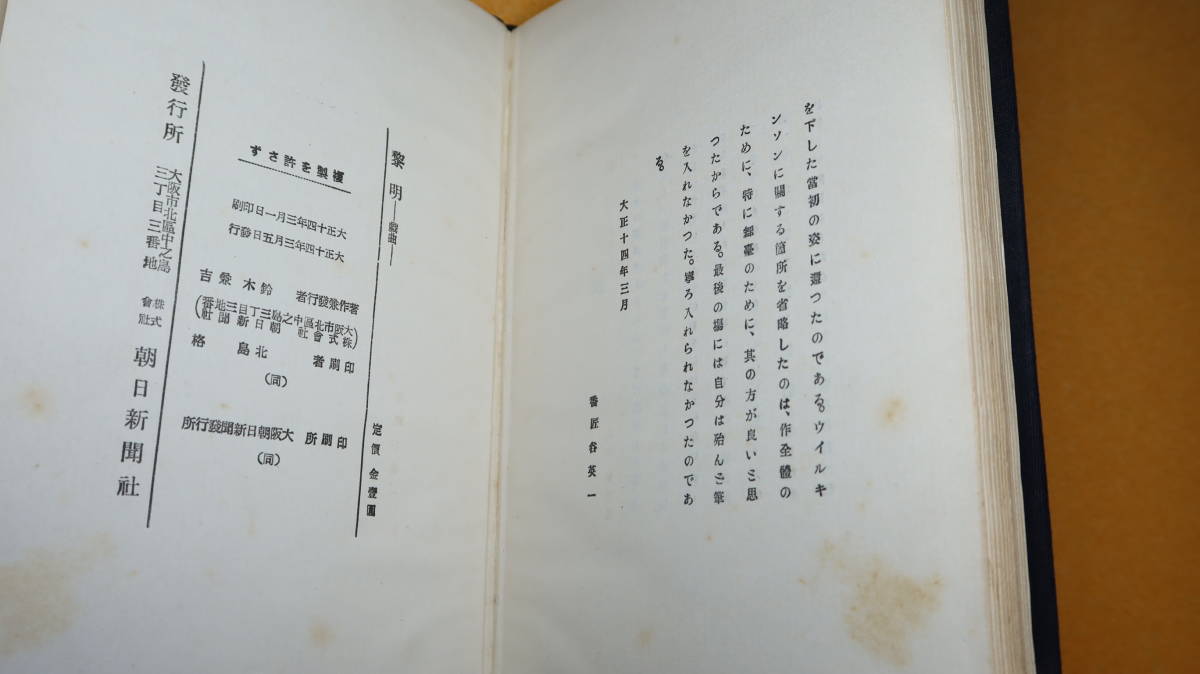 を下した當初の姿に還つたのである。ウイルキ
ンソンに關する箇所を省略したのは、作全體の
ために、特に舞臺のために、其の方が良いと思
つたからである。最後の場には自分は殆んど筆
を入れなかつた。寧ろ入れられなかつたのであ
る。
大正十四年三月
番匠谷英一
黎明―戯曲―
定價金壹圓
複製を許さず
大正十四年三月一日印刷
大正十四年三月五日發行
著作兼發行者 鈴木
吉
(大阪市北區中之島三丁目三番地
株式會社朝日新聞社)
印刷者 北島
格
(同)
印刷所 大阪朝日新聞發行所
(同)
發行所
大阪市北區中之島
三丁目三番地
株式
會社
朝日新聞社